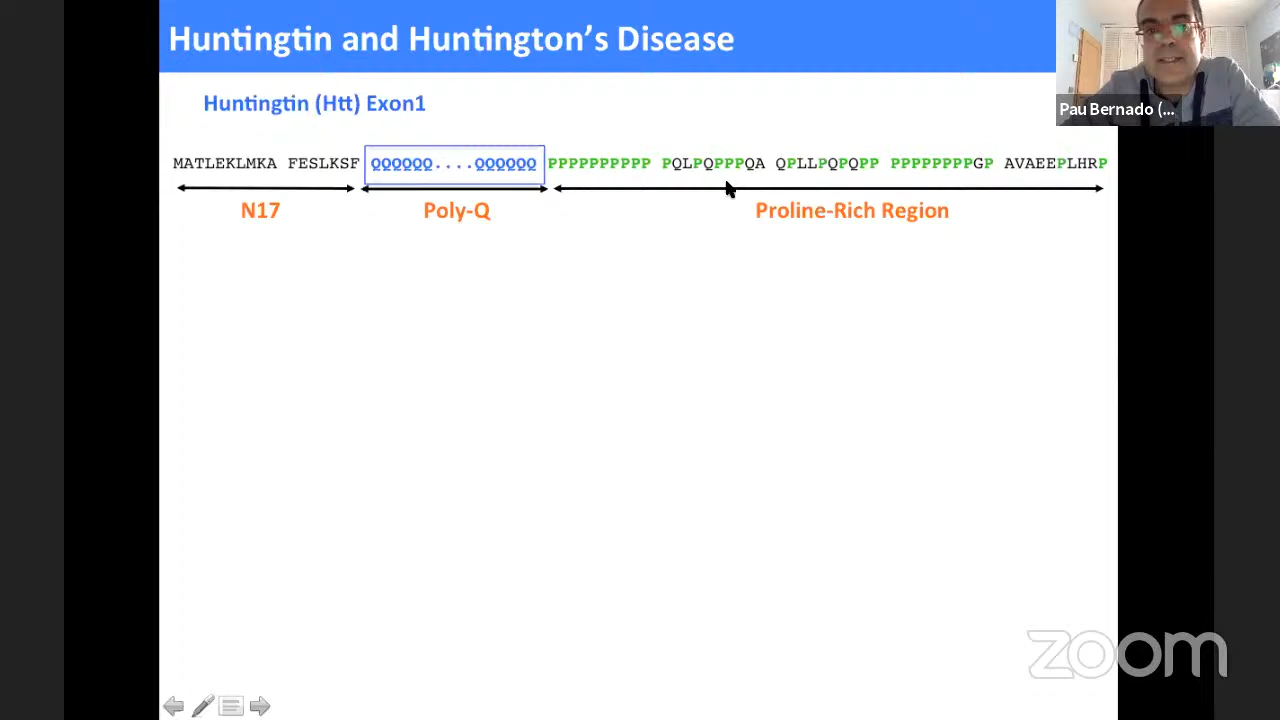 Huntingtin and Huntington's Disease
Pau Bernado (...
Huntingtin (Htt) Exon1
MATLEKLMKA FESLKSF QQQQQQ....QQQQQQ PPPPPPPPPP PQLPQPPPQA QPLLPQPQPP PPPPPPPPGP AVAEEPLHRP
N17 Poly-Q Proline-Rich Region
zoom